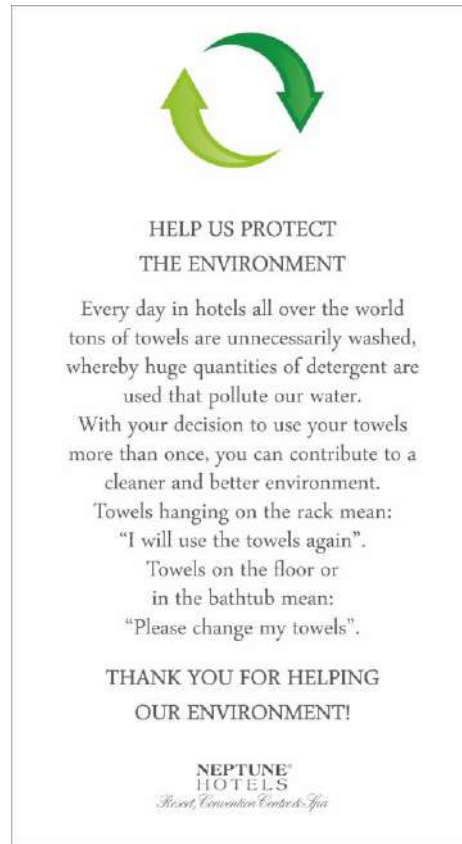 HELP US PROTECT
THE ENVIRONMENT
Every day in hotels all over the world
tons of towels are unnecessarily washed,
whereby huge quantities of detergent are
used that pollute our water.
With your decision to use your towels
more than once, you can contribute to a
cleaner and better environment.
Towels hanging on the rack mean:
“I will use the towels again”.
Towels on the floor or
in the bathtub mean:
“Please change my towels”.
THANK YOU FOR HELPING
OUR ENVIRONMENT!
NEPTUNE®
HOTELS
Resort, Convention Centre & Spa